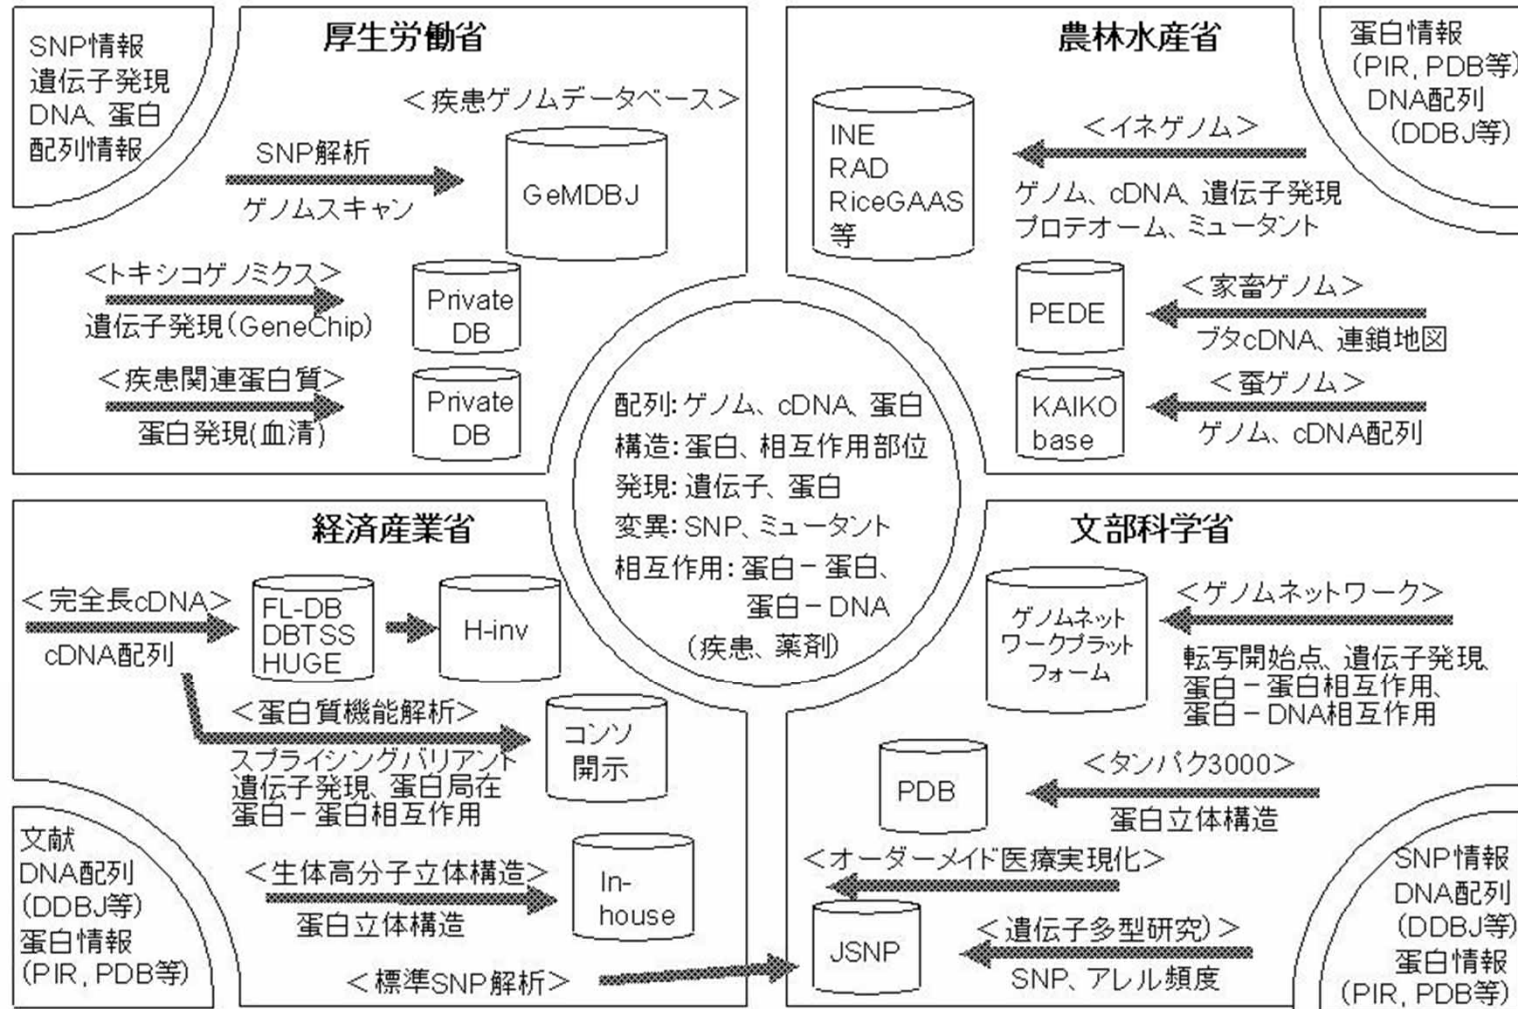 SNP情報
遺伝子発現
DNA、蛋白
配列情報
厚生労働省
＜疾患ゲノムデータベース＞
SNP解析
ゲノムスキャン
GeMDBJ
＜トキシコゲノミクス＞
遺伝子発現(GeneChip)
Private
DB
＜疾患関連蛋白質＞
蛋白発現(血清)
Private
DB
農林水産省
蛋白情報
(PIR, PDB等)
DNA配列
(DDBJ等)
INE
RAD
RiceGAAS
等
＜イネゲノム＞
ゲノム、cDNA、遺伝子発現
プロテオーム、ミュータント
PEDE
＜家畜ゲノム＞
ブタcDNA、連鎖地図
KAIKO
base
＜蚕ゲノム＞
ゲノム、cDNA配列
配列：ゲノム、cDNA、蛋白
構造：蛋白、相互作用部位
発現：遺伝子、蛋白
変異：SNP、ミュータント
相互作用：蛋白－蛋白、
蛋白－DNA
(疾患、薬剤)
経済産業省
＜完全長cDNA＞
cDNA配列
FL-DB
DBTSS
HUGE
H-inv
＜蛋白質機能解析＞
スプライシングバリアント
遺伝子発現、蛋白局在
蛋白－蛋白相互作用
コンソ
開示
＜生体高分子立体構造＞
蛋白立体構造
In-
house
＜標準SNP解析＞
文献
DNA配列
(DDBJ等)
蛋白情報
(PIR, PDB等)
文部科学省
ゲノムネット
ワークプラット
フォーム
＜ゲノムネットワーク＞
転写開始点、遺伝子発現、
蛋白－蛋白相互作用、
蛋白－DNA相互作用
PDB
＜タンパク3000＞
蛋白立体構造
＜オーダーメイド医療実現化＞
JSNP
＜遺伝子多型研究)＞
SNP、アレル頻度
SNP情報
DNA配列
(DDBJ等)
蛋白情報
(PIR, PDB等)